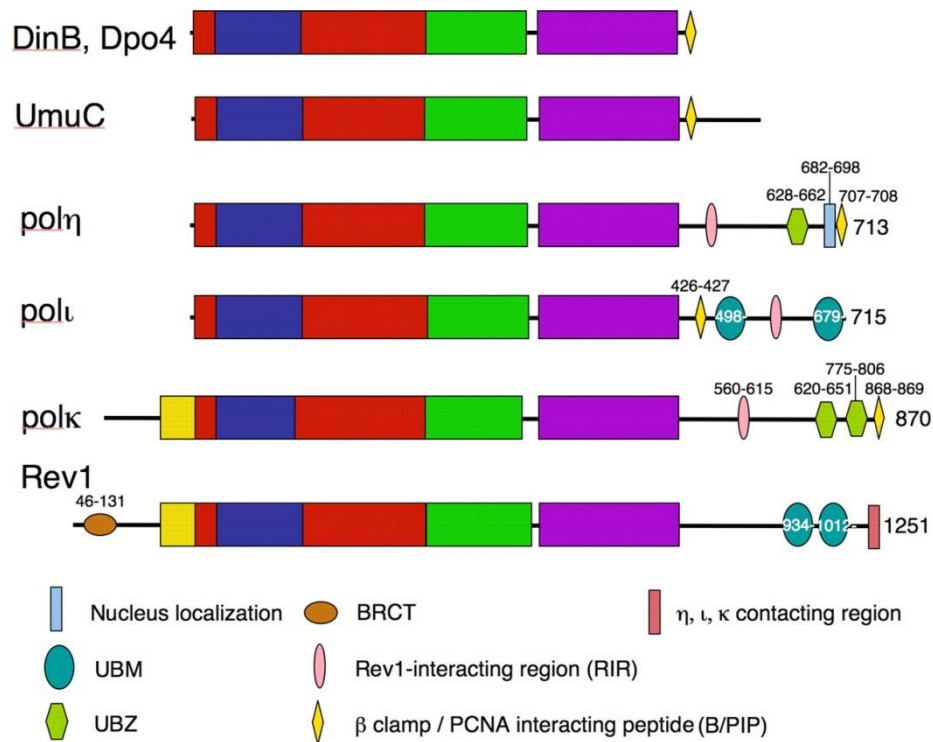 DinB, Dpo4
UmuC
682-698
628-662
707-708
polη
713
426-427
polι
498-
679-
715
775-806
560-615
620-651
868-869
polκ
870
Rev1
46-131
934-
1012-
1251
Nucleus localization
BRCT
η, ι, κ contacting region
UBM
Rev1-interacting region (RIR)
UBZ
β clamp / PCNA interacting peptide (B/PIP)